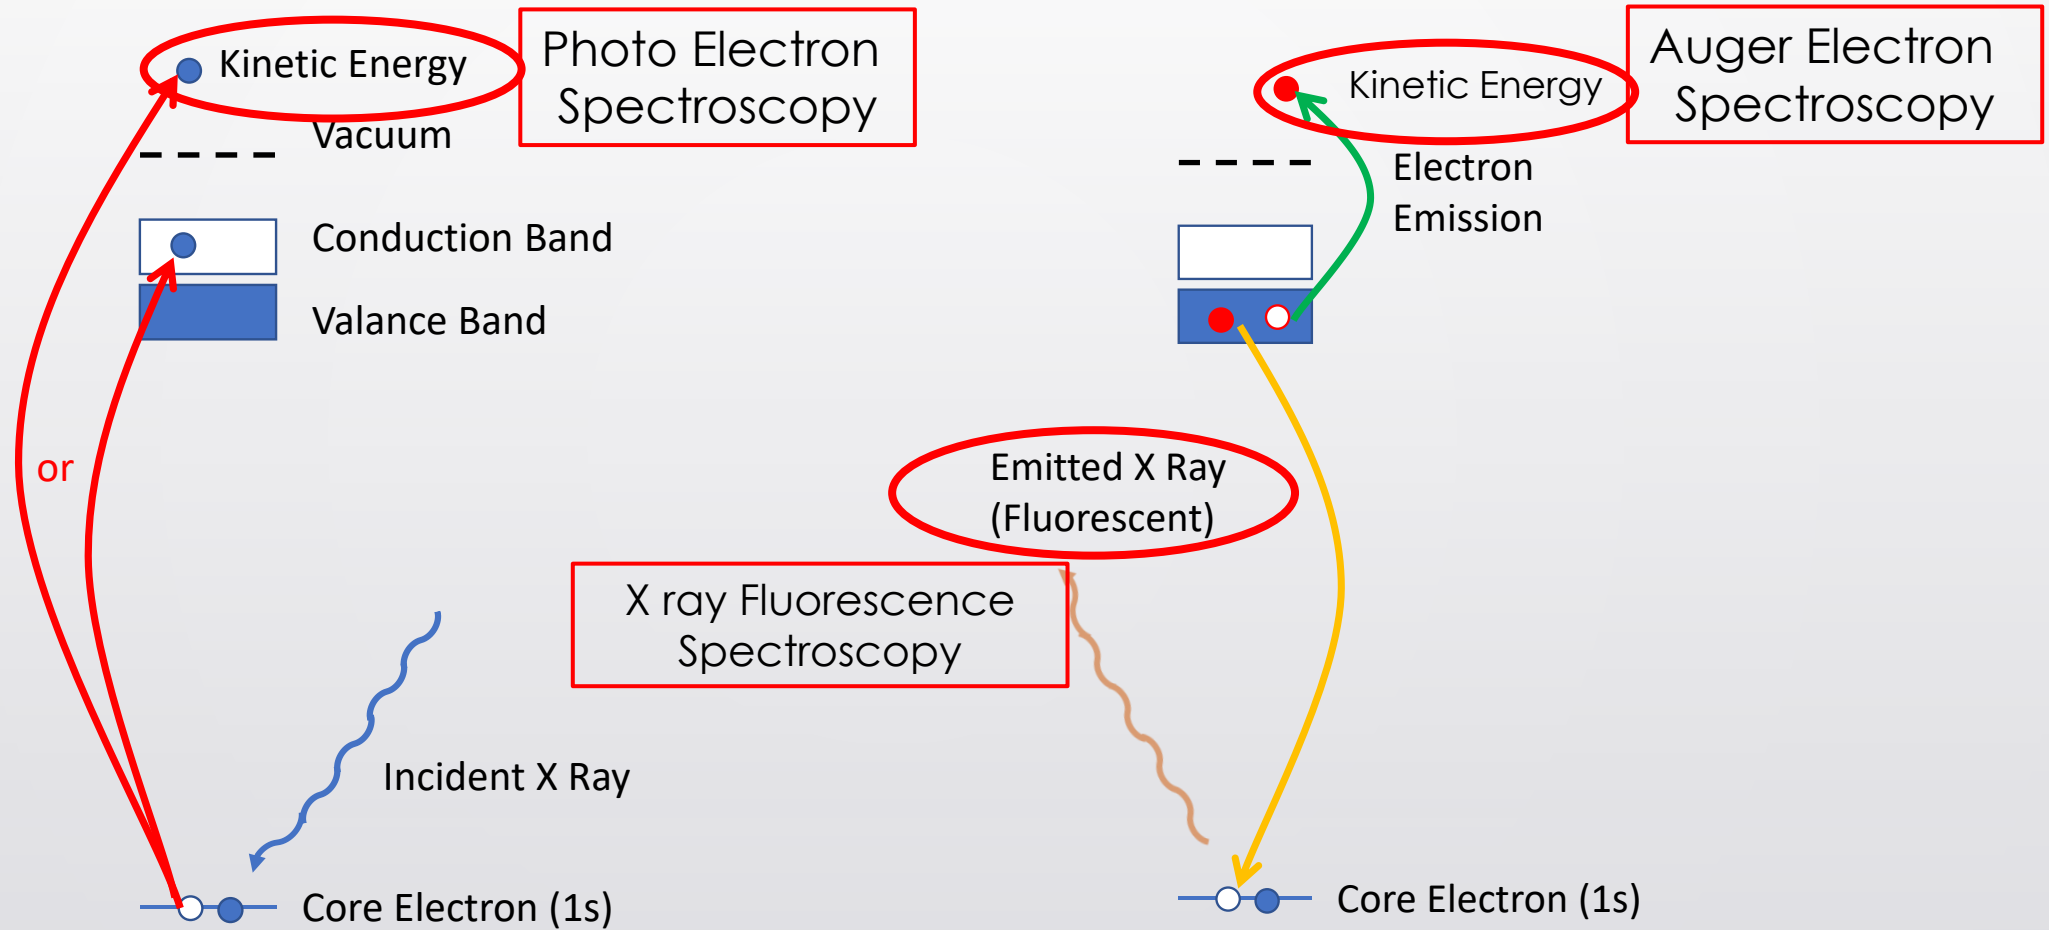 Kinetic Energy
Photo Electron
Spectroscopy
Vacuum
Conduction Band
Valance Band
or
Incident X Ray
Core Electron (1s)
Kinetic Energy
Auger Electron
Spectroscopy
Electron
Emission
Emitted X Ray
(Fluorescent)
X ray Fluorescence
Spectroscopy
Core Electron (1s)